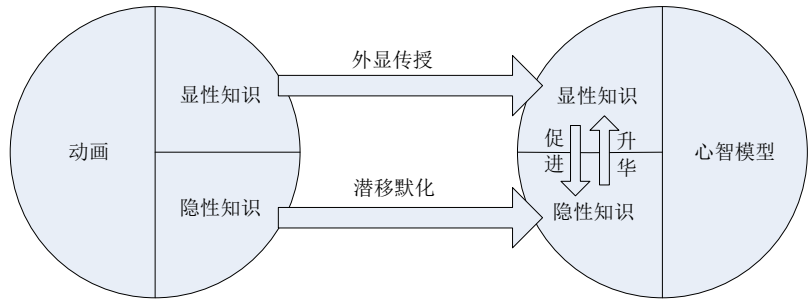 外显传授
显性知识
显性知识
动画
促进
升华
心智模型
潜移默化
隐性知识
隐性知识